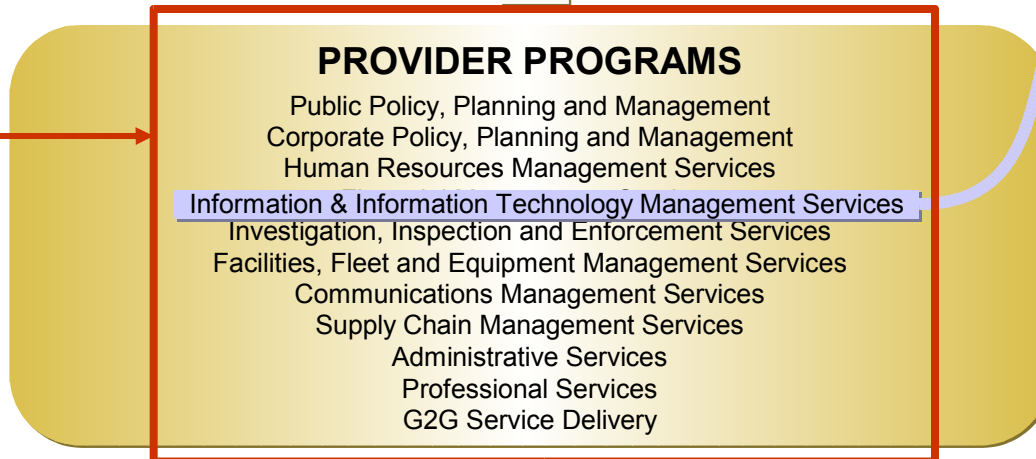 PROVIDER PROGRAMS
Public Policy, Planning and Management
Corporate Policy, Planning and Management
Human Resources Management Services
Information & Information Technology Management Services
Investigation, Inspection and Enforcement Services
Facilities, Fleet and Equipment Management Services
Communications Management Services
Supply Chain Management Services
Administrative Services
Professional Services
G2G Service Delivery